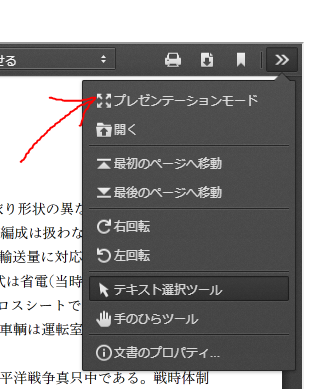 せる
プレゼンテーションモード
開く
最初のページへ移動
最後のページへ移動
右回転
左回転
テキスト選択ツール
手のひらツール
文書のプロパティ...
り形状の異な
編成は扱わな
輸送量に対応
式は省電(当時
ロスシートで
車輌は運転室
平洋戦争真只中である。戦時体制